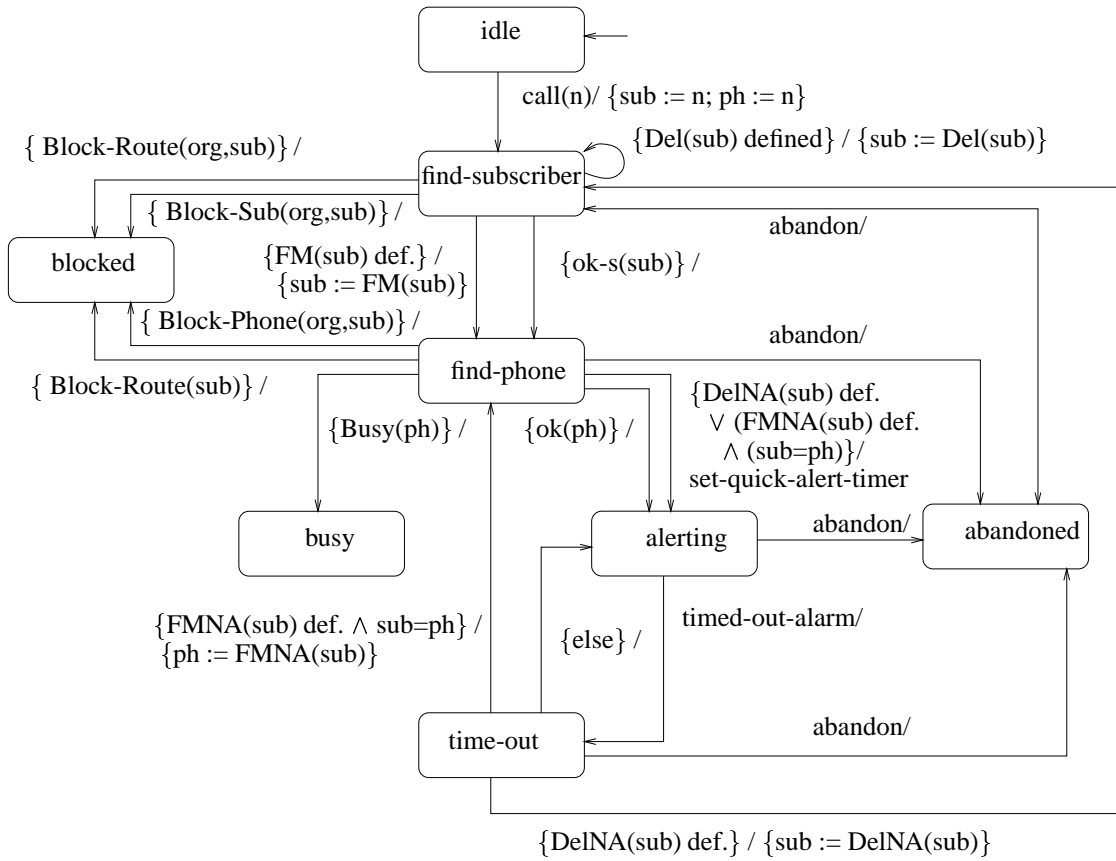 idle
call(n)/ {sub := n; ph := n}
{ Block-Route(org,sub)} /
{Del(sub) defined} / {sub := Del(sub)}
find-subscriber
{ Block-Sub(org,sub)} /
abandon/
blocked
{FM(sub) def.} /
{sub := FM(sub)}
{ok-s(sub)} /
{ Block-Phone(org,sub)} /
abandon/
{ Block-Route(sub)} /
find-phone
{Busy(ph)} /
{ok(ph)} /
{DelNA(sub) def.
∨ (FMNA(sub) def.
∧ (sub=ph)}/
set-quick-alert-timer
busy
alerting
abandon/
abandoned
{FMNA(sub) def. ∧ sub=ph} /
{ph := FMNA(sub)}
{else} /
timed-out-alarm/
time-out
abandon/
{DelNA(sub) def.} / {sub := DelNA(sub)}